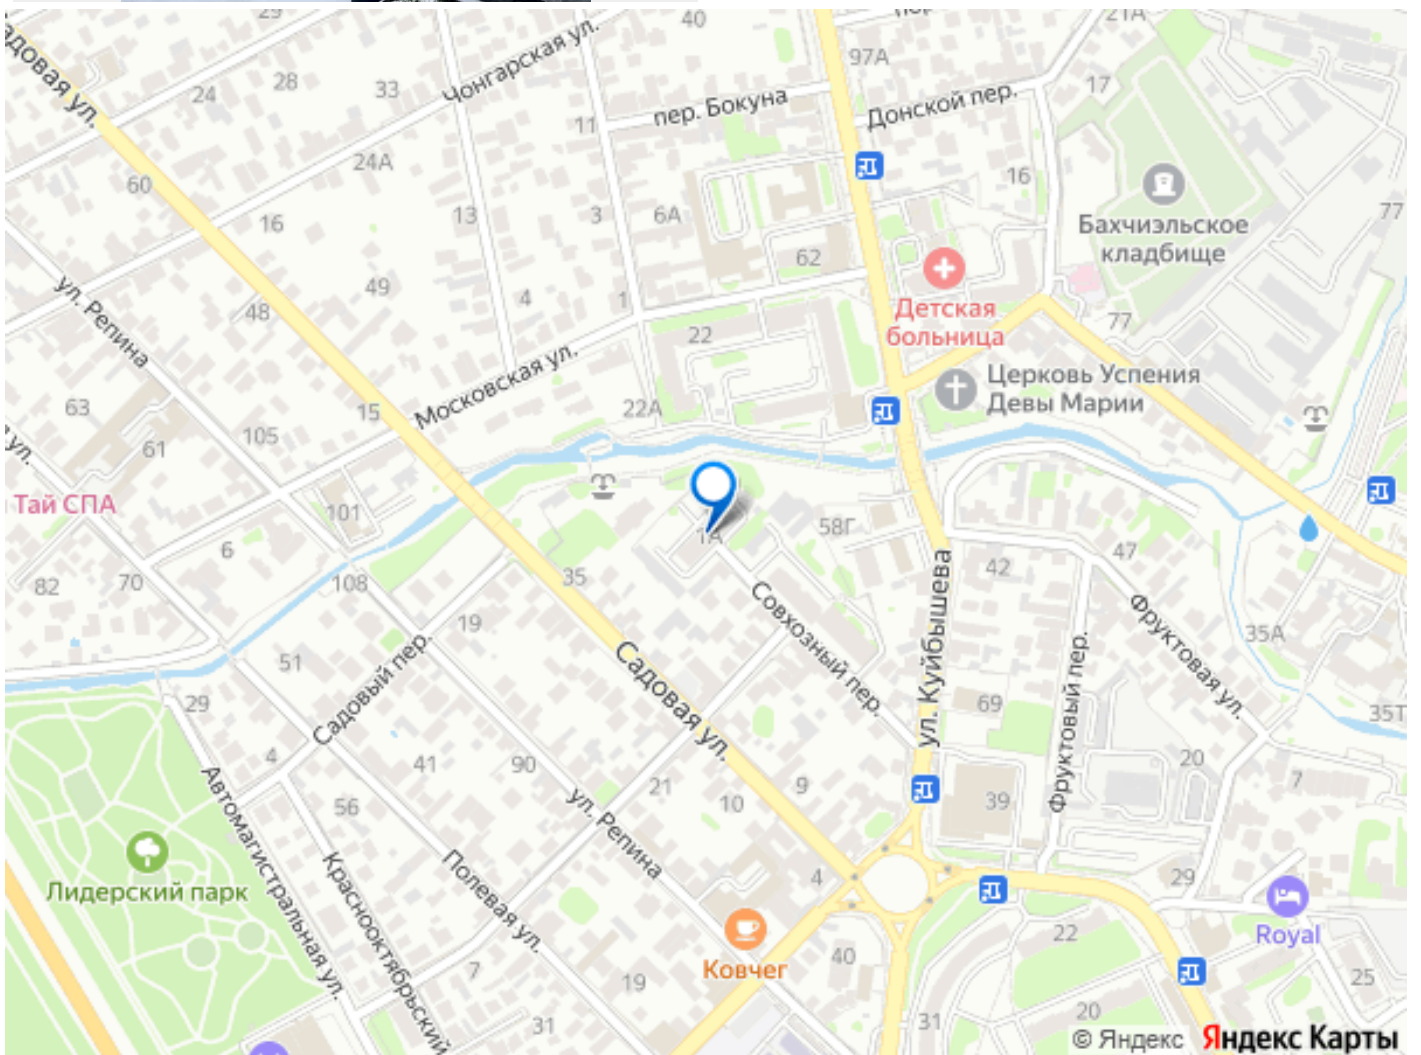 29
40
21А
Садовая ул.
Чонгарская ул.
97А
28
33
24
17
пер. Бокуна
Донской пер.
11
24А
60
16
77
16
13
3
6А
Бахчиэльское
кладбище
62
49
4
1
48
ул. Репина
Детская
больница
77
22
Московская ул.
Церковь Успения
Девы Марии
63
15
22А
105
61
Тай СПА
101
1А
58Г
6
47
82
70
108
35
42
Совхозный пер.
ул. Куйбышева
Фруктовая ул.
19
35А
51
Садовый пер.
Садовая ул.
Фруктовый пер.
29
69
35Т
4
41
90
21
10
9
20
7
39
Автомагистральная ул.
56
ул. Репина
Лидерский парк
Краснооктябрьский
Полевая ул.
4
29
Royal
Ковчег
40
22
7
19
25
31
31
20
© Яндекс Яндекс Карты